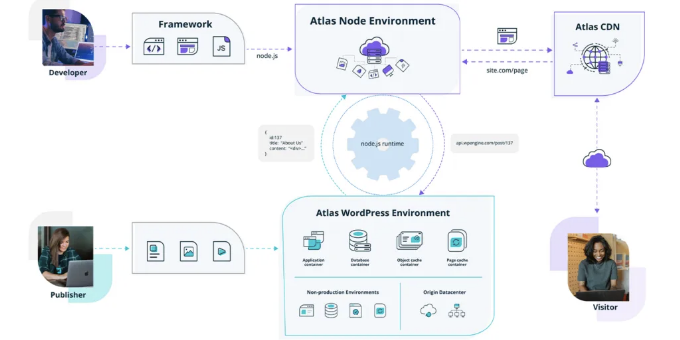 Framework
Atlas Node Environment
Atlas CDN
JS
Developer
node.js
site.com/page
{
id:137
title: "About Us"
content: "<div>..."
}
node.js runtime
api.wpengine.com/post/137
Atlas WordPress Environment
Application
container
Database
container
Object cache
container
Page cache
container
Non-production Environments
Origin Datacenter
Publisher
Visitor